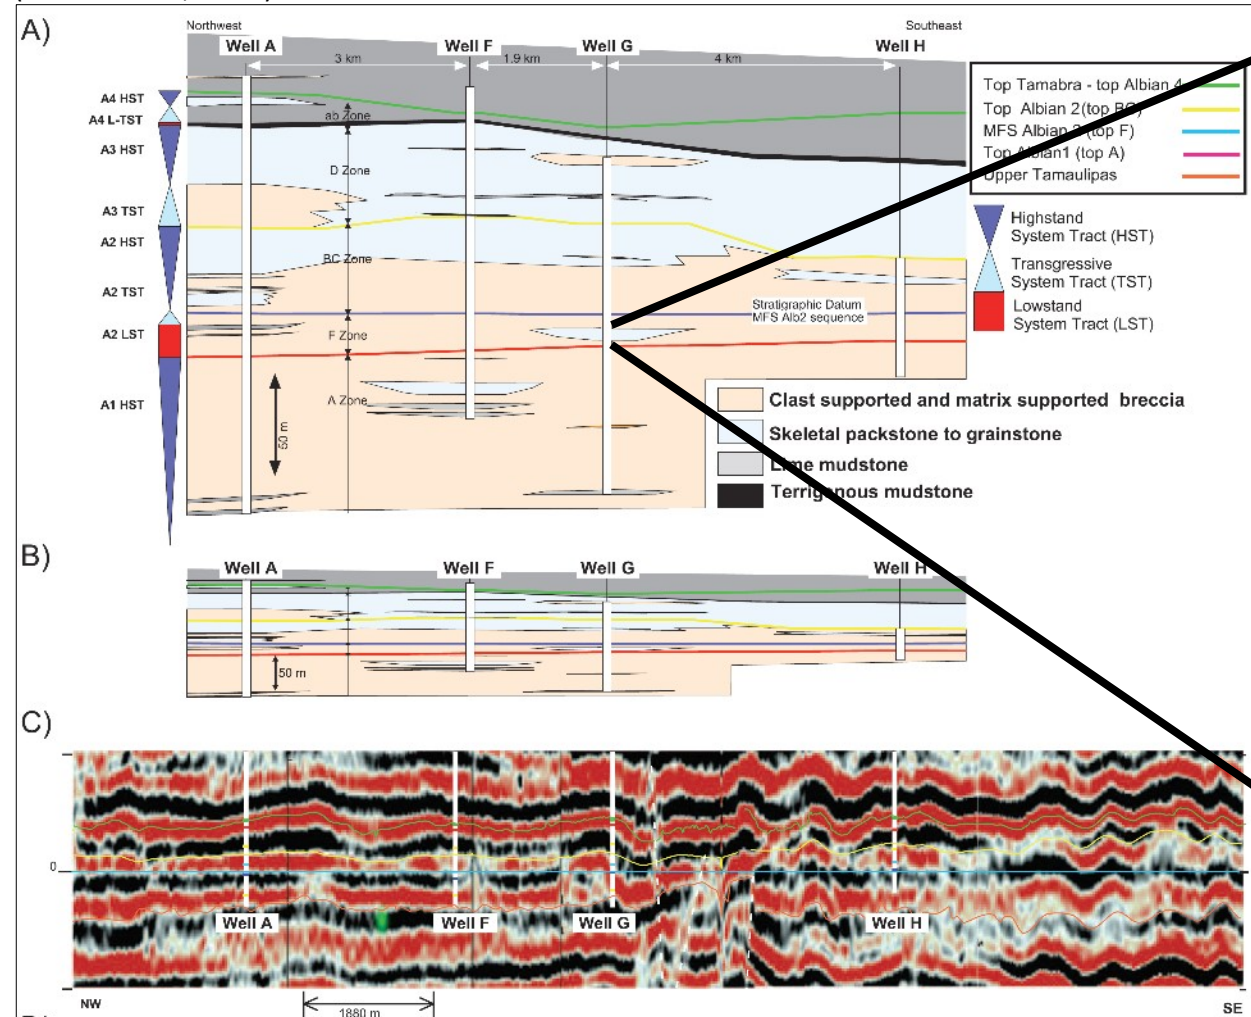 A)
Northwest
Southeast
Well A
Well F
Well G
Well H
3 km
1.9 km
4 km
A4 HST
A4 L-TST
A3 HST
A3 TST
A2 HST
A2 TST
A2 LST
A1 HST
ab Zone
D Zone
BC Zone
F Zone
A Zone
50 m
Stratigraphic Datum
MFS Alb2 sequence
Top Tamabra - top Albian 4
Top Albian 2 (top BC)
MFS Albian 2 (top F)
Top Albian1 (top A)
Upper Tamaulipas
Highstand
System Tract (HST)
Transgressive
System Tract (TST)
Lowstand
System Tract (LST)
Clast supported and matrix supported breccia
Skeletal packstone to grainstone
Lime mudstone
Terrigenous mudstone
B)
Well A
Well F
Well G
Well H
50 m
C)
0
Well A
Well F
Well G
Well H
NW
1880 m
SE